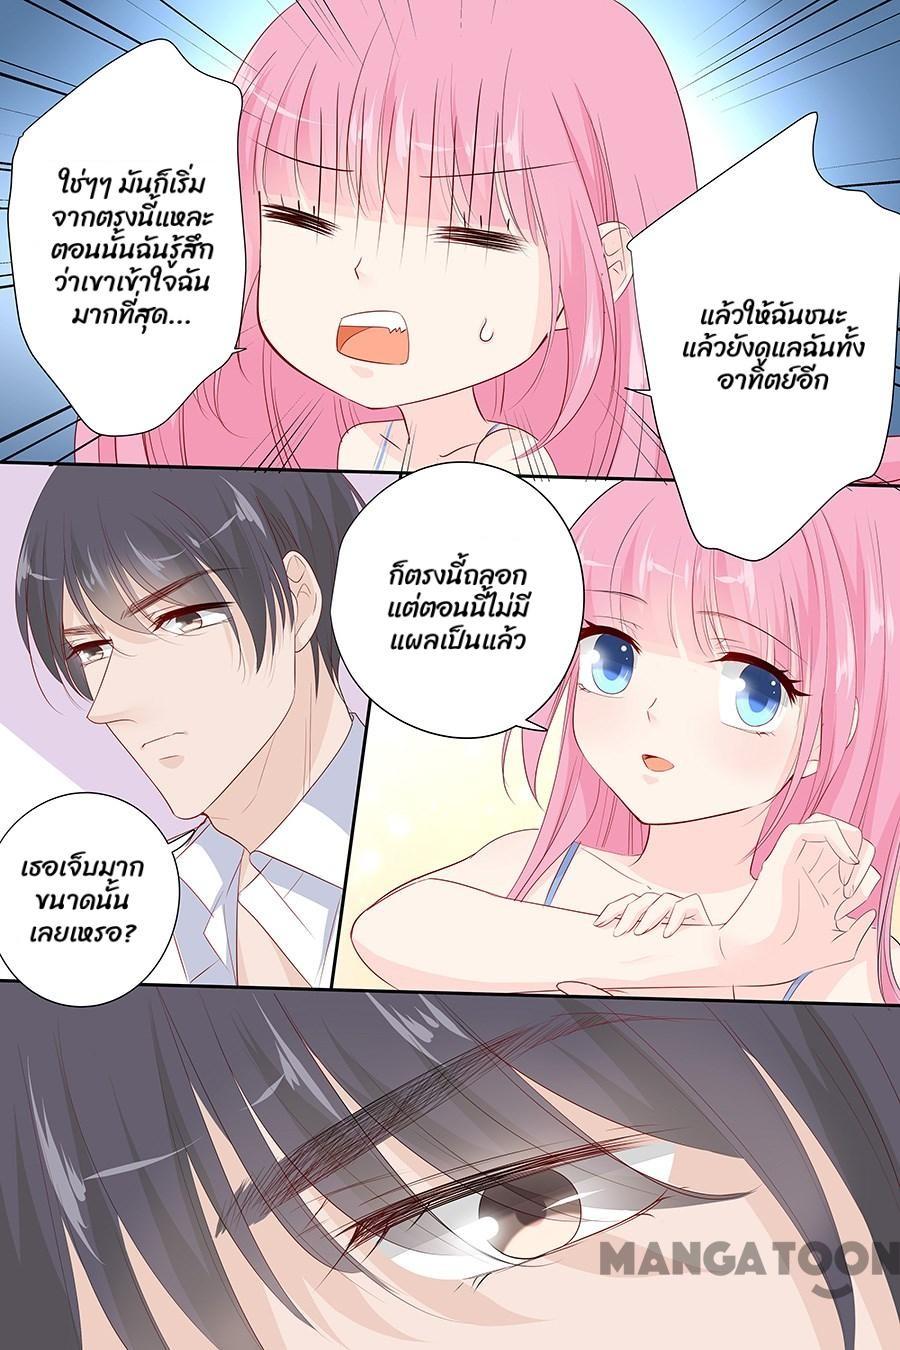 ใช่ๆๆ มันก็เริ่ม
จากตรงนี้แหละ
ตอนนั้นฉันรู้สึก
ว่าเขาเข้าใจฉัน
มากที่สุด...
แล้วให้ฉันชนะ
แล้วยังดูแลฉันทั้ง
อาทิตย์อีก
ก็ตรงนี้ถลอก
แต่ตอนนี้ไม่มี
แผลเป็นแล้ว
เธอเจ็บมาก
ขนาดนั้น
เลยเหรอ?
MANGATOON